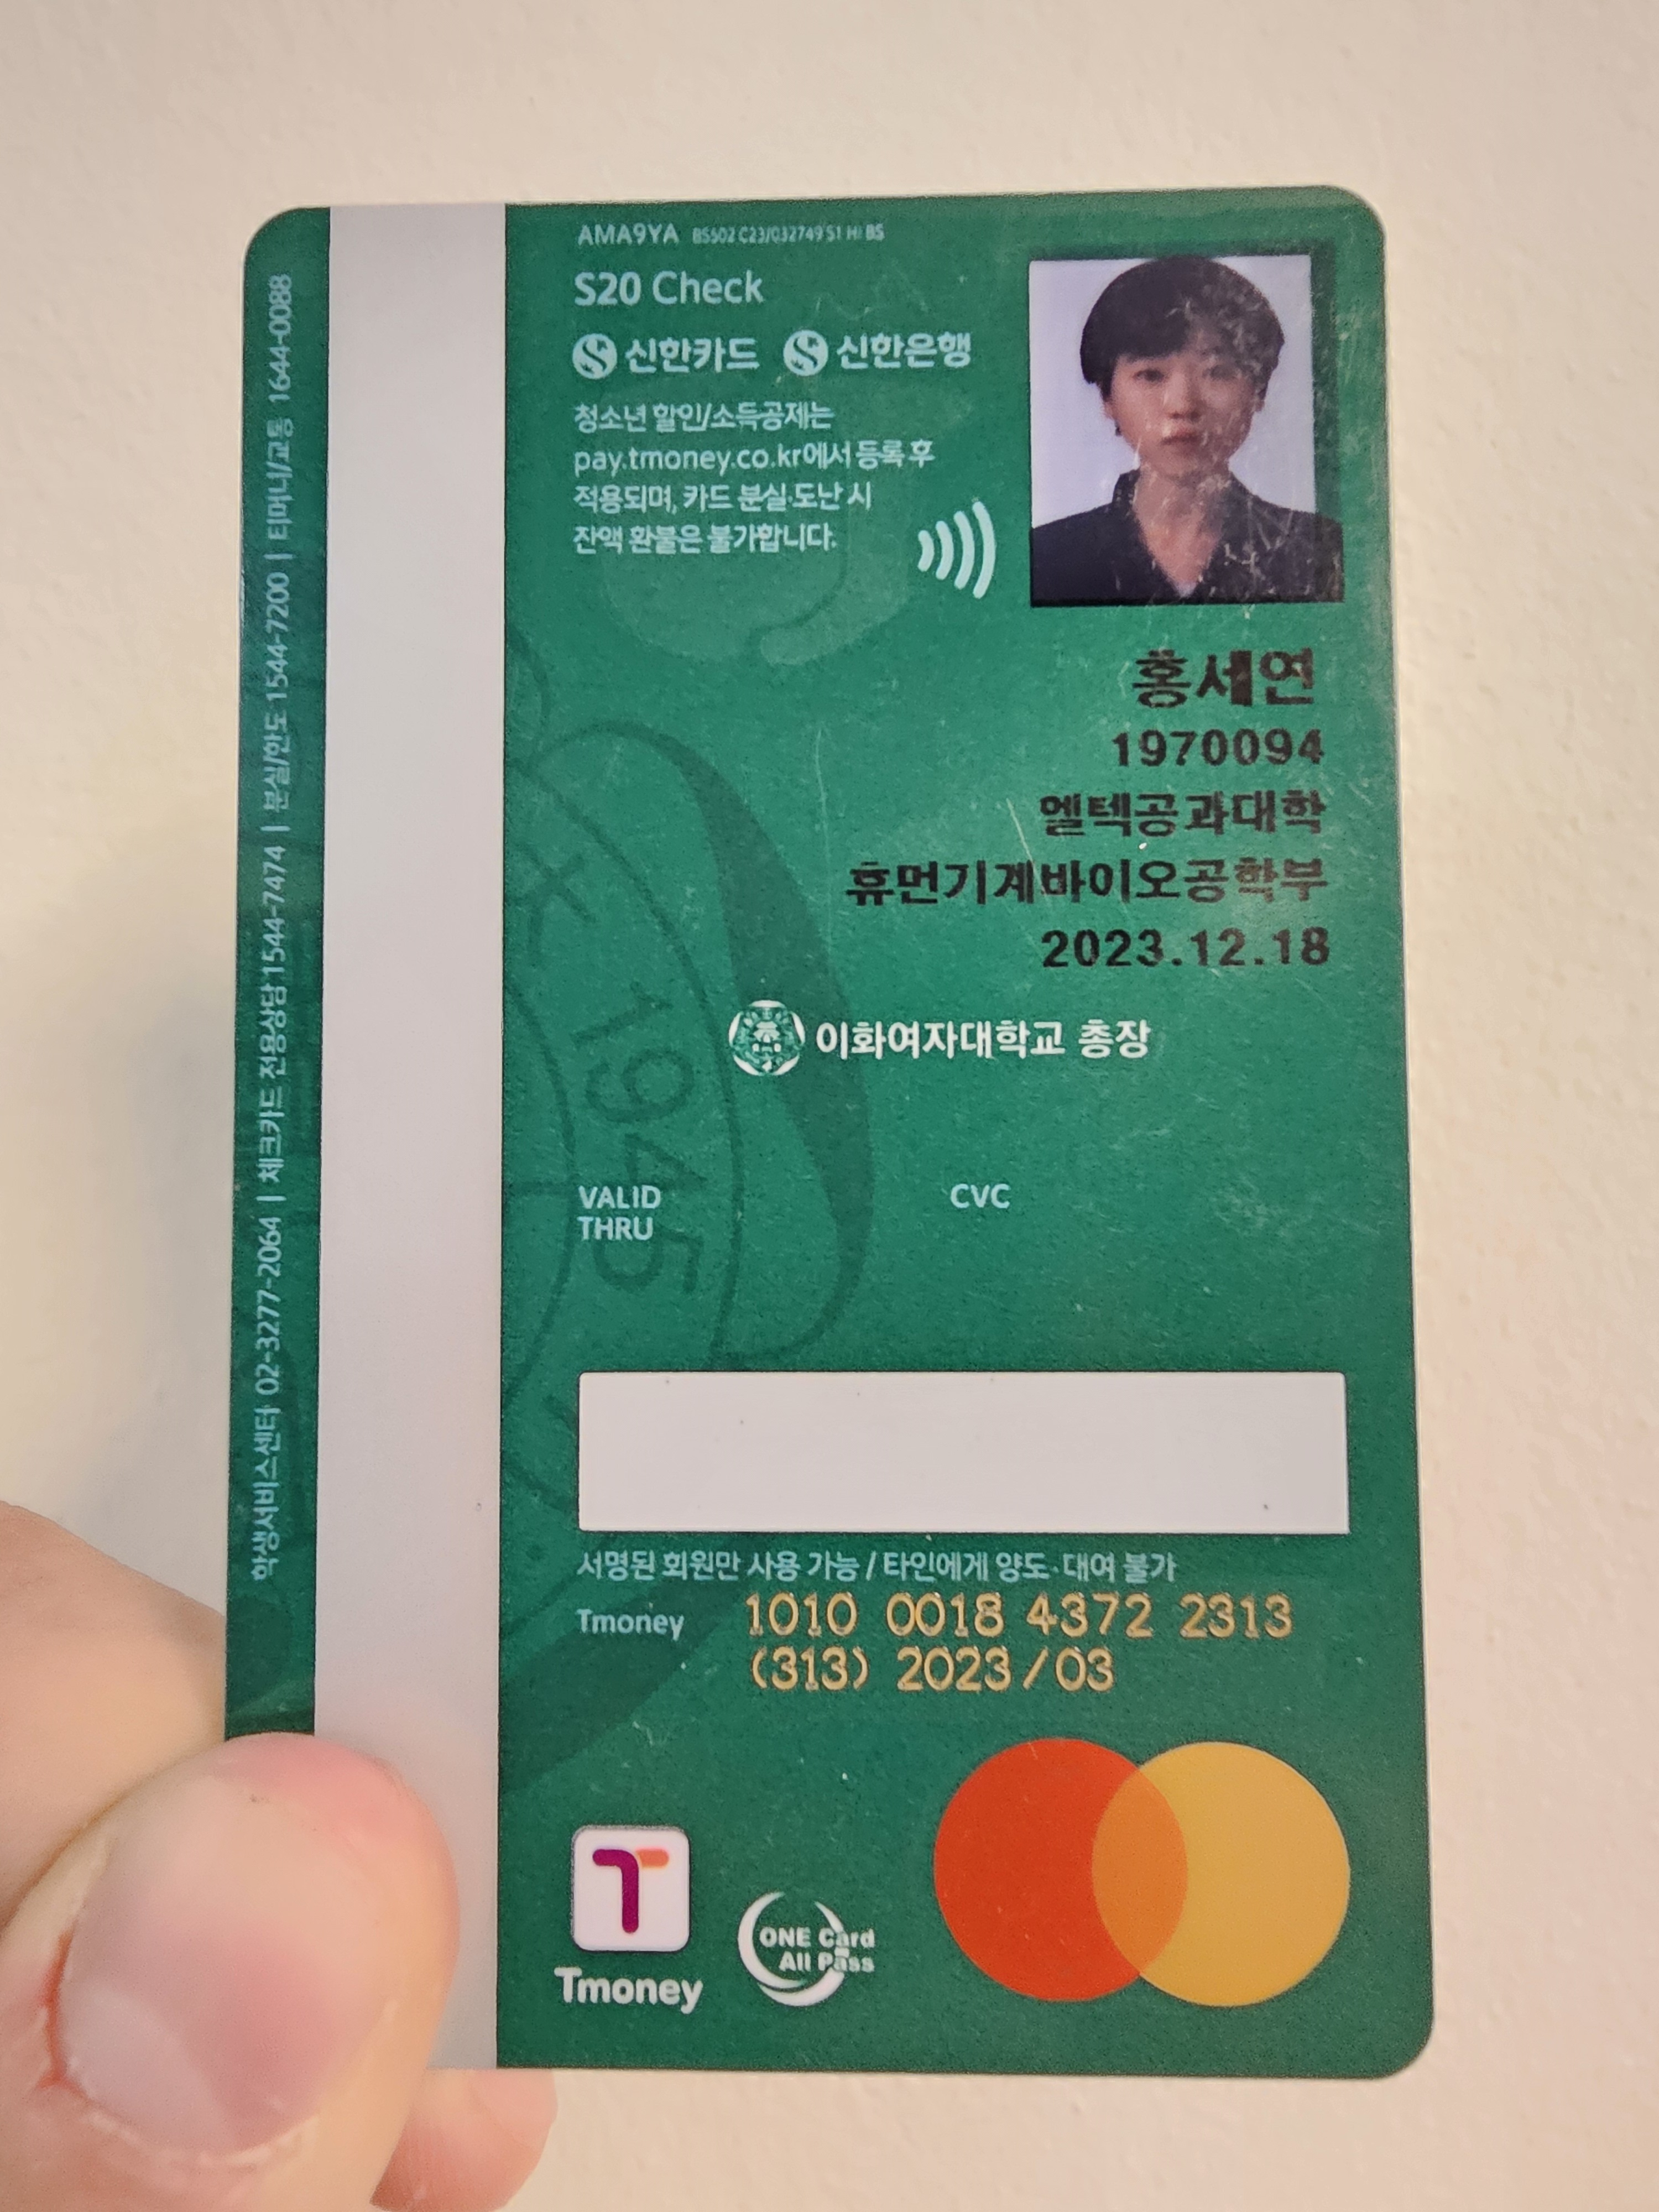 AMA9YA
S20 Check
신한카드 신한은행
청소년 할인/소득공제는
pay.tmoney.co.kr에서 등록 후
적용되며, 카드 분실·도난 시
잔액 환불은 불가합니다.
홍세연
1970094
엘텍공과대학
휴먼기계바이오공학부
2023.12.18
이화여자대학교 총장
1945
VALID
THRU
CVC
서명된 회원만 사용 가능 / 타인에게 양도·대여 불가
Tmoney 1010 0018 4372 2313
(313) 2023/03
T
Tmoney
ONE Card
All Pass
학생서비스센터 02-3277-2064 | 체크카드 전용상담 1544-7474 | 분실/한도 1544-7200 | 티머니/교통 1644-0088